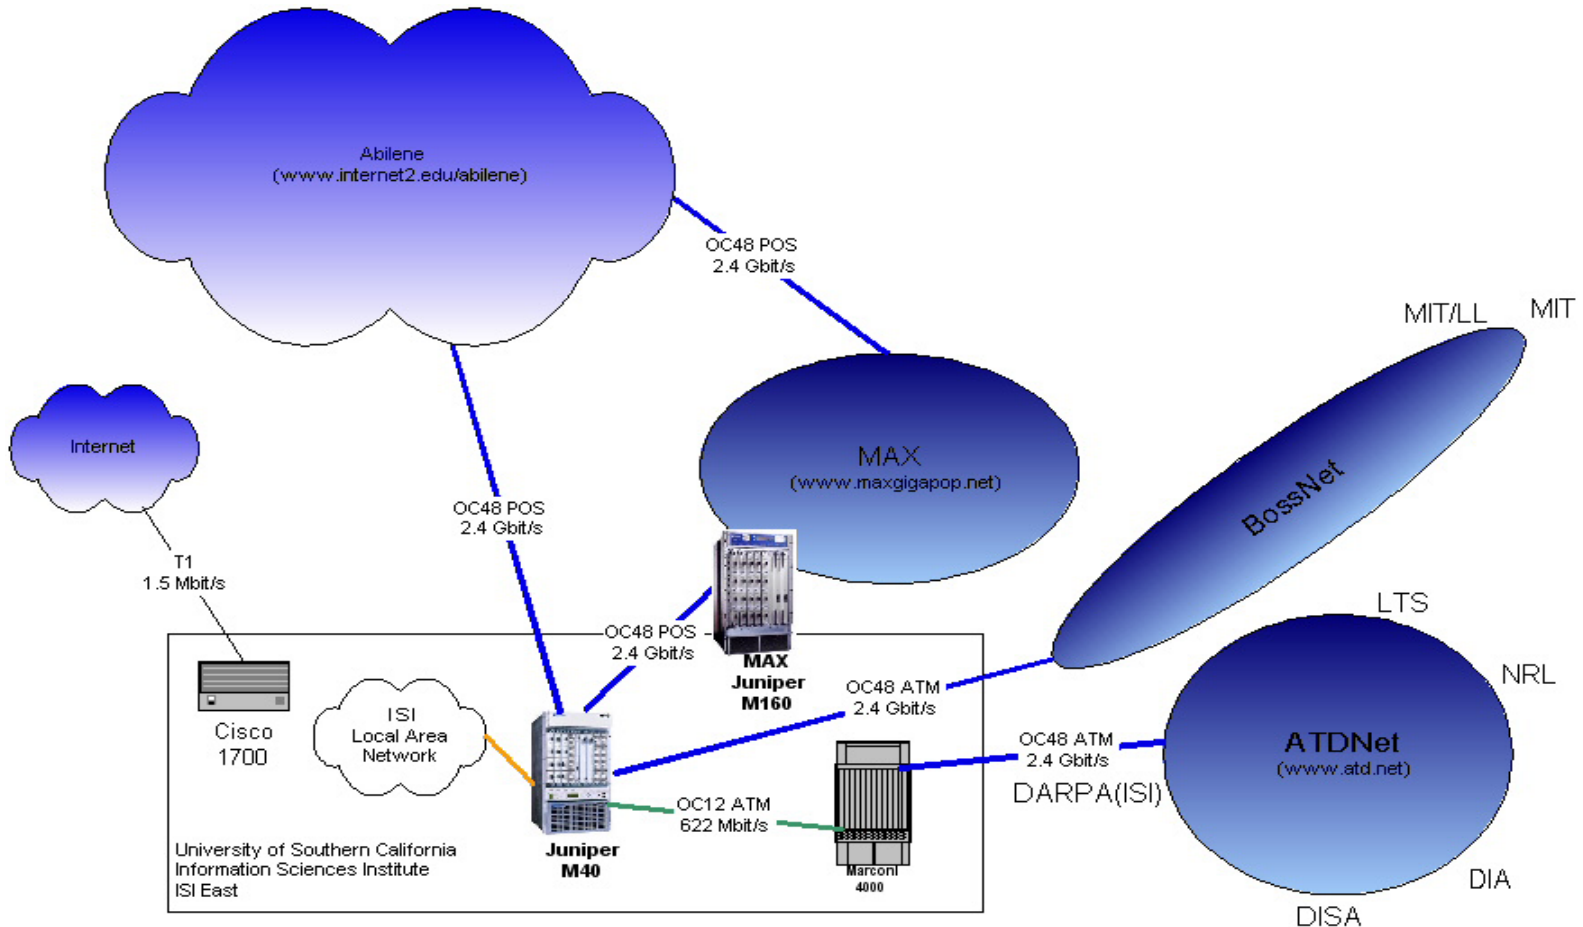 Abilene
(www.internet2.edu/abilene)
OC48 POS
2.4 Gbit/s
MIT/LL
MIT
Internet
MAX
(www.maxgigapop.net)
BossNet
OC48 POS
2.4 Gbit/s
T1
1.5 Mbit/s
LTS
OC48 POS
2.4 Gbit/s
MAX
Juniper
M160
NRL
OC48 ATM
2.4 Gbit/s
Cisco
1700
ISI
Local Area
Network
OC48 ATM
2.4 Gbit/s
ATDNet
(www.atd.net)
DARPA(ISI)
OC12 ATM
622 Mbit/s
University of Southern California
Information Sciences Institute
ISI East
Juniper
M40
Marconi
4000
DIA
DISA